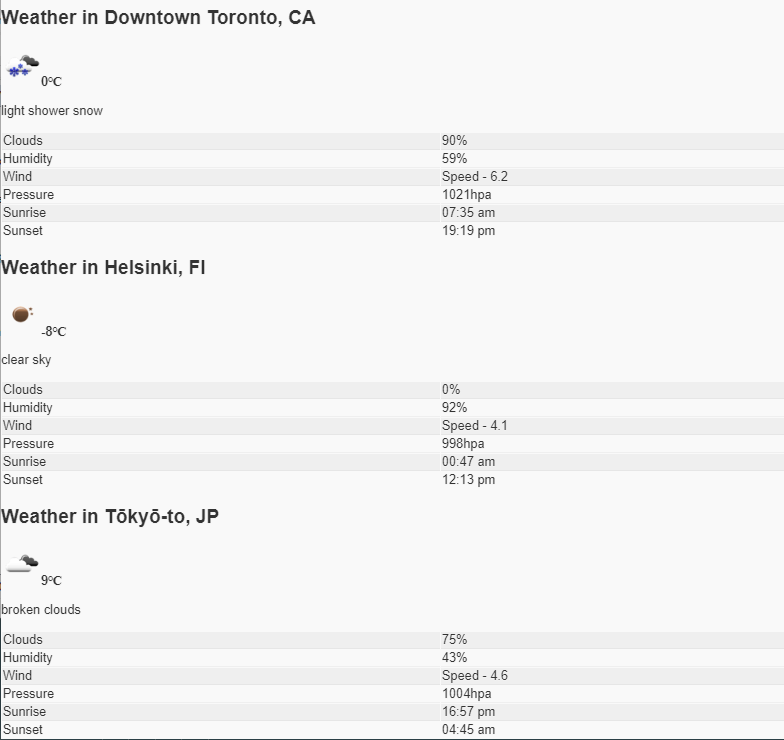 Weather in Downtown Toronto, CA
0°C
light shower snow
Clouds 90%
Humidity 59%
Wind Speed - 6.2
Pressure 1021hpa
Sunrise 07:35 am
Sunset 19:19 pm
Weather in Helsinki, FI
-8°C
clear sky
Clouds 0%
Humidity 92%
Wind Speed - 4.1
Pressure 998hpa
Sunrise 00:47 am
Sunset 12:13 pm
Weather in Tōkyō-to, JP
9°C
broken clouds
Clouds 75%
Humidity 43%
Wind Speed - 4.6
Pressure 1004hpa
Sunrise 16:57 pm
Sunset 04:45 am